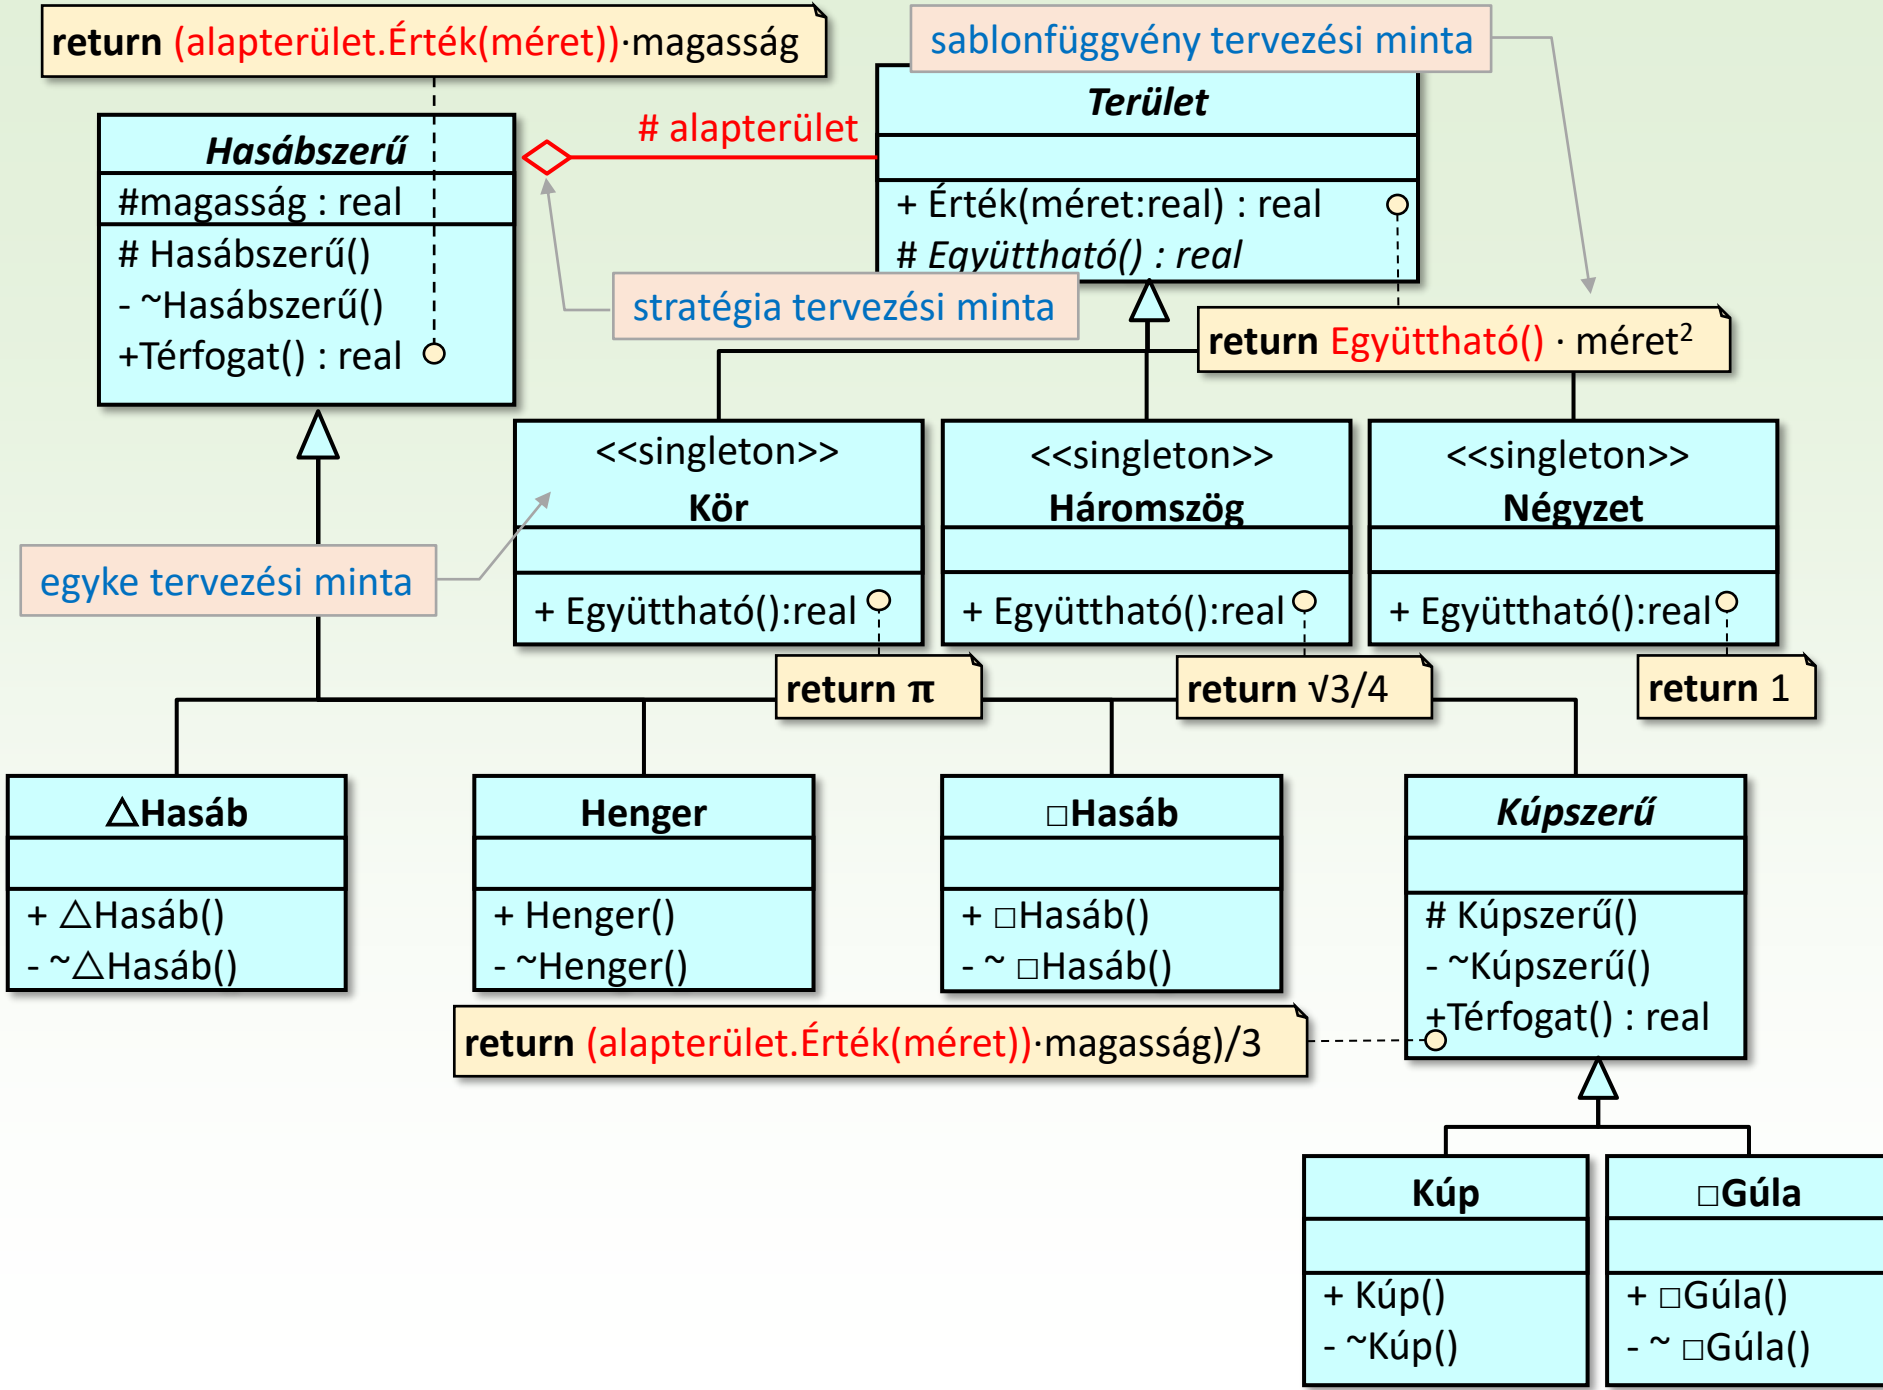 return (alapterület.Érték(méret))·magasság
sablonfüggvény tervezési minta
Terület
# alapterület
+ Érték(méret:real) : real
# Együttható() : real
Hasábszerű
#magasság : real
# Hasábszerű()
- ~Hasábszerű()
+Térfogat() : real
stratégia tervezési minta
return Együttható() · méret²
<<singleton>>
Kör
+ Együttható():real
<<singleton>>
Háromszög
+ Együttható():real
<<singleton>>
Négyzet
+ Együttható():real
egyke tervezési minta
return π
return √3/4
return 1
△Hasáb
+ △Hasáb()
- ~△Hasáb()
Henger
+ Henger()
- ~Henger()
□Hasáb
+ □Hasáb()
- ~ □Hasáb()
Kúpszerű
# Kúpszerű()
- ~Kúpszerű()
+Térfogat() : real
return (alapterület.Érték(méret))·magasság)/3
Kúp
+ Kúp()
- ~Kúp()
□Gúla
+ □Gúla()
- ~ □Gúla()